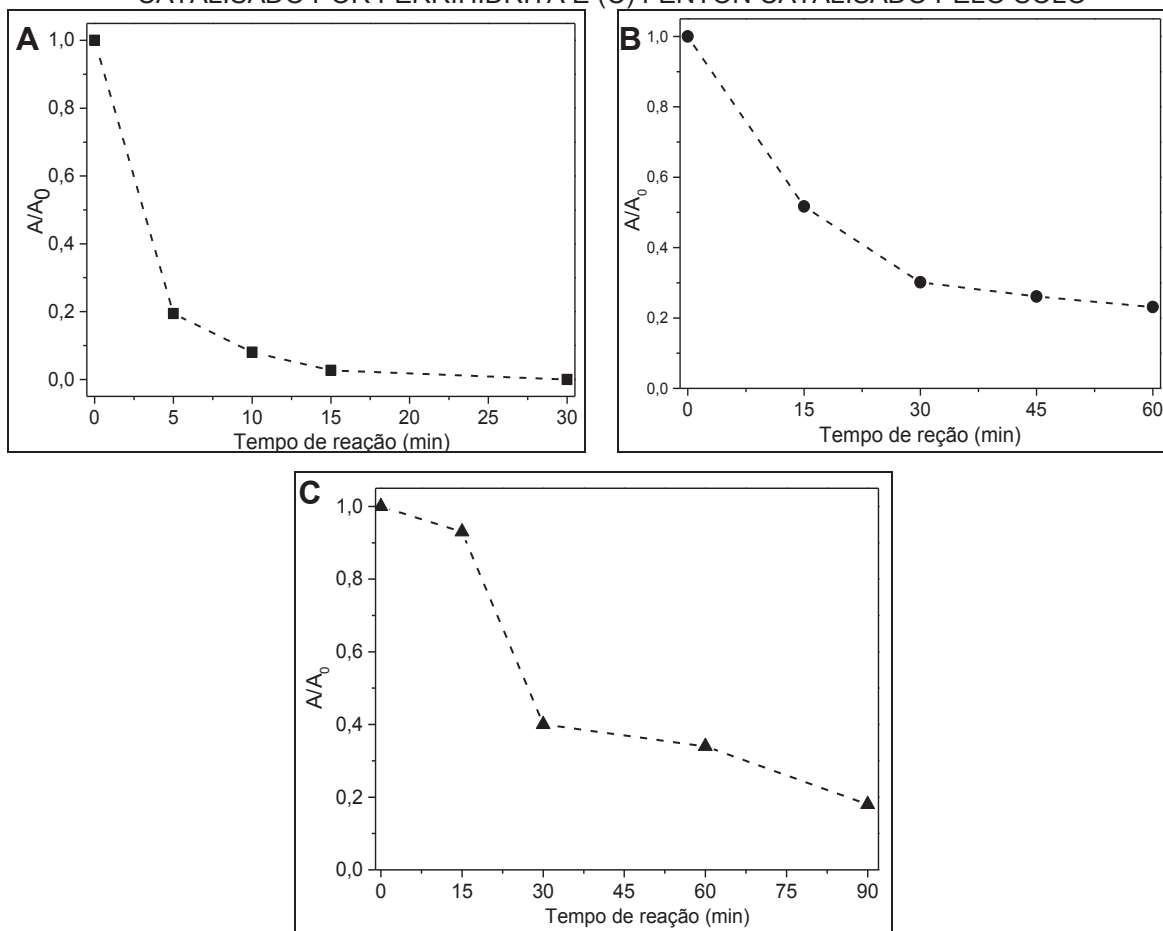 CATALISADO POR FERRIHIDRITA E (C) FENTON CATALISADO PELO SOLO
A
1,0
0,8
0,6
0,4
0,2
0,0
A/A0
0 5 10 15 20 25 30
Tempo de reação (min)
B
1,0
0,8
0,6
0,4
0,2
0,0
A/A0
0 15 30 45 60
Tempo de reção (min)
C
1,0
0,8
0,6
0,4
0,2
0,0
A/A0
0 15 30 45 60 75 90
Tempo de reação (min)